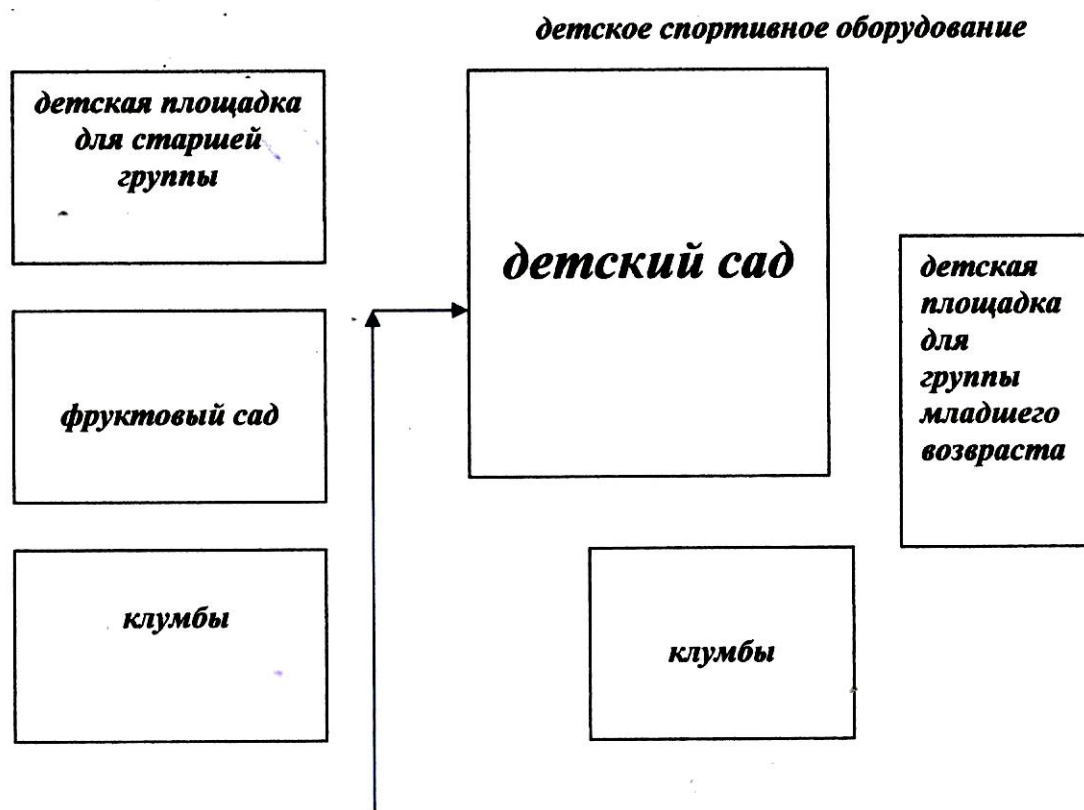 детское спортивное оборудование
детская площадка
для старшей
группы
детский сад
детская
площадка
для
группы
младшего
возвраста
фруктовый сад
клумбы
клумбы